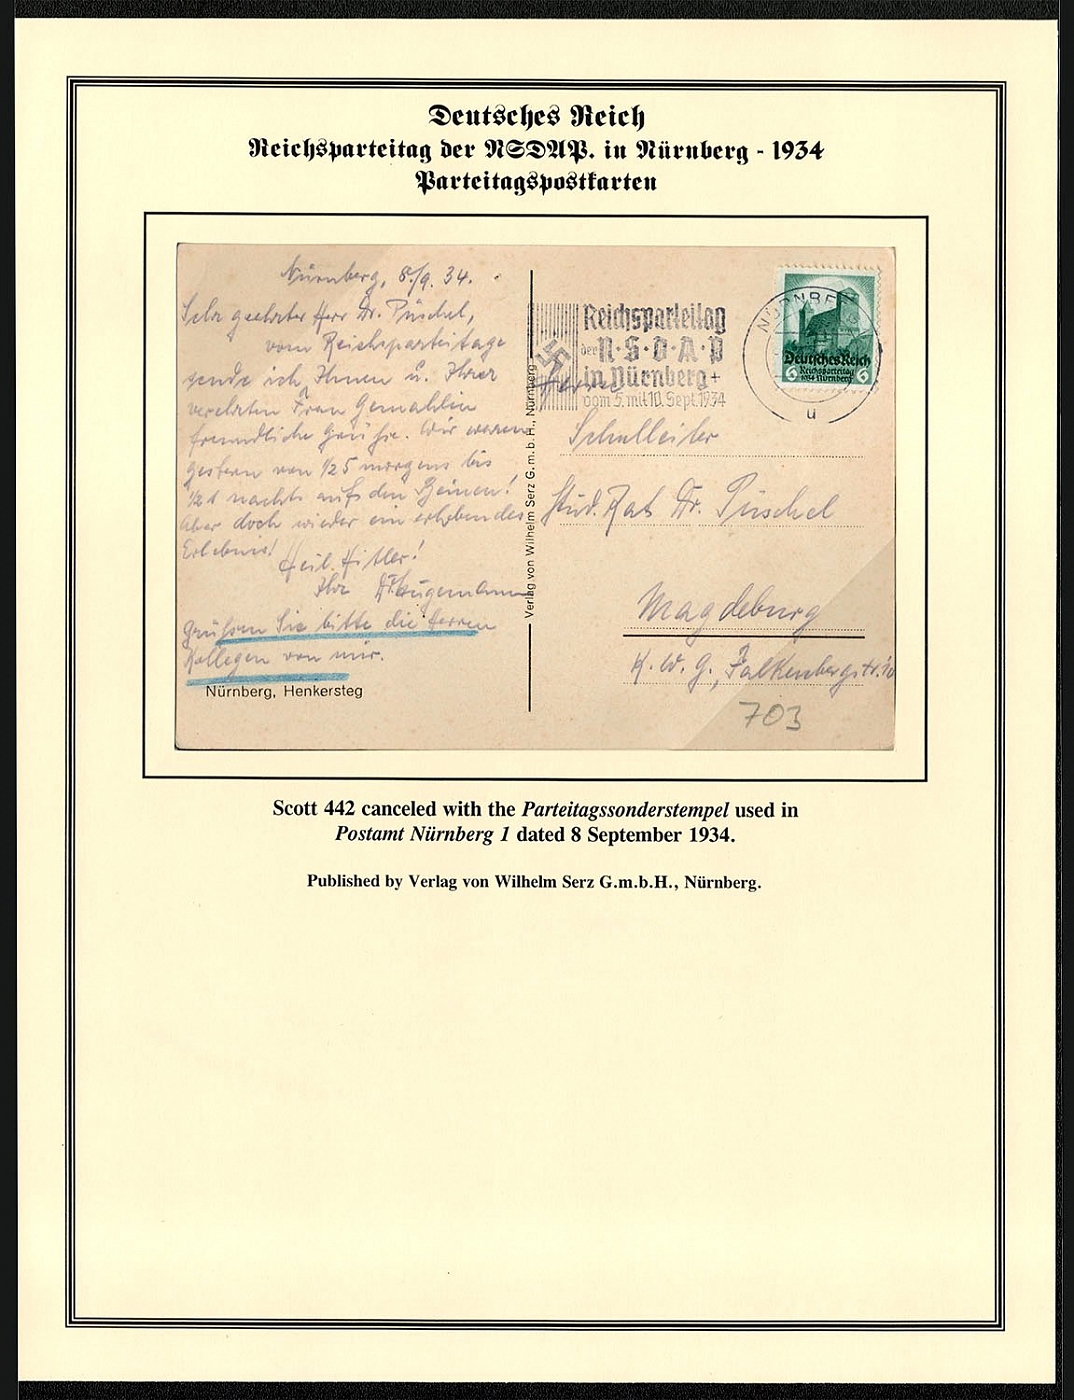 Deutsches Reich
Reichsparteitag der NSDAP. in Nürnberg - 1934
Parteitagspostkarten
Nürnberg, 8./9. 34.
Sehr geehrter Herr Dr. Püschel,
vom Reichsparteitage
sende ich Ihnen u. Ihrer
verehrten Frau Gemahlin
freundliche Grüße. Wir waren
gestern von 1/2 5 morgens bis
1/2 1 nachts auf den Beinen!
Aber doch wieder ein erhebendes
Erlebnis!
Heil Hitler!
Ihr
Grüßen Sie bitte die Herren
Kollegen von mir.
Nürnberg, Henkersteg
Verlag von Wilhelm Serz G.m.b.H., Nürnberg
Reichsparteitag
der N·S·D·A·P
in Nürnberg
vom 5. mit 10. Sept. 1934
NÜRNBERG
u
Deutsches Reich
Reichsparteitag
1934 Nürnberg
6 6
Herrn
Schulleiter
Stud. Rat Dr. Püschel
Magdeburg
K. W. G., Falkenbergstr. 10
703
Scott 442 canceled with the Parteitagssonderstempel used in
Postamt Nürnberg 1 dated 8 September 1934.
Published by Verlag von Wilhelm Serz G.m.b.H., Nürnberg.